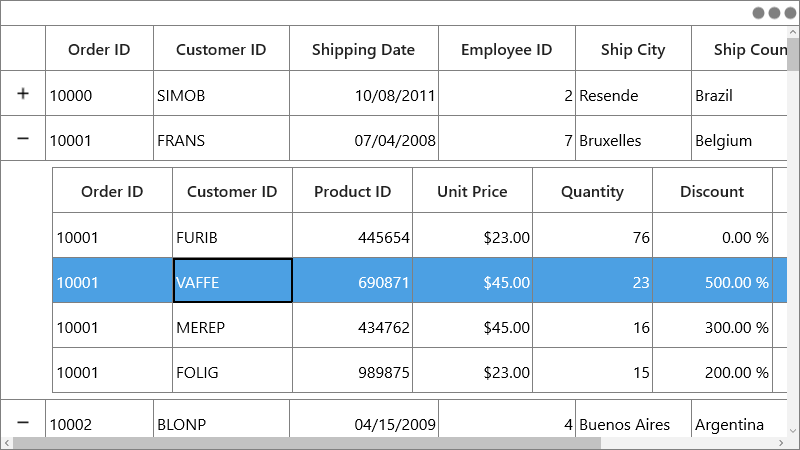 Order ID Customer ID Shipping Date Employee ID Ship City Ship Coun
+ 10000 SIMOB 10/08/2011 2 Resende Brazil
− 10001 FRANS 07/04/2008 7 Bruxelles Belgium
Order ID Customer ID Product ID Unit Price Quantity Discount
10001 FURIB 445654 $23.00 76 0.00 %
10001 VAFFE 690871 $45.00 23 500.00 %
10001 MEREP 434762 $45.00 16 300.00 %
10001 FOLIG 989875 $23.00 15 200.00 %
− 10002 BLONP 04/15/2009 4 Buenos Aires Argentina